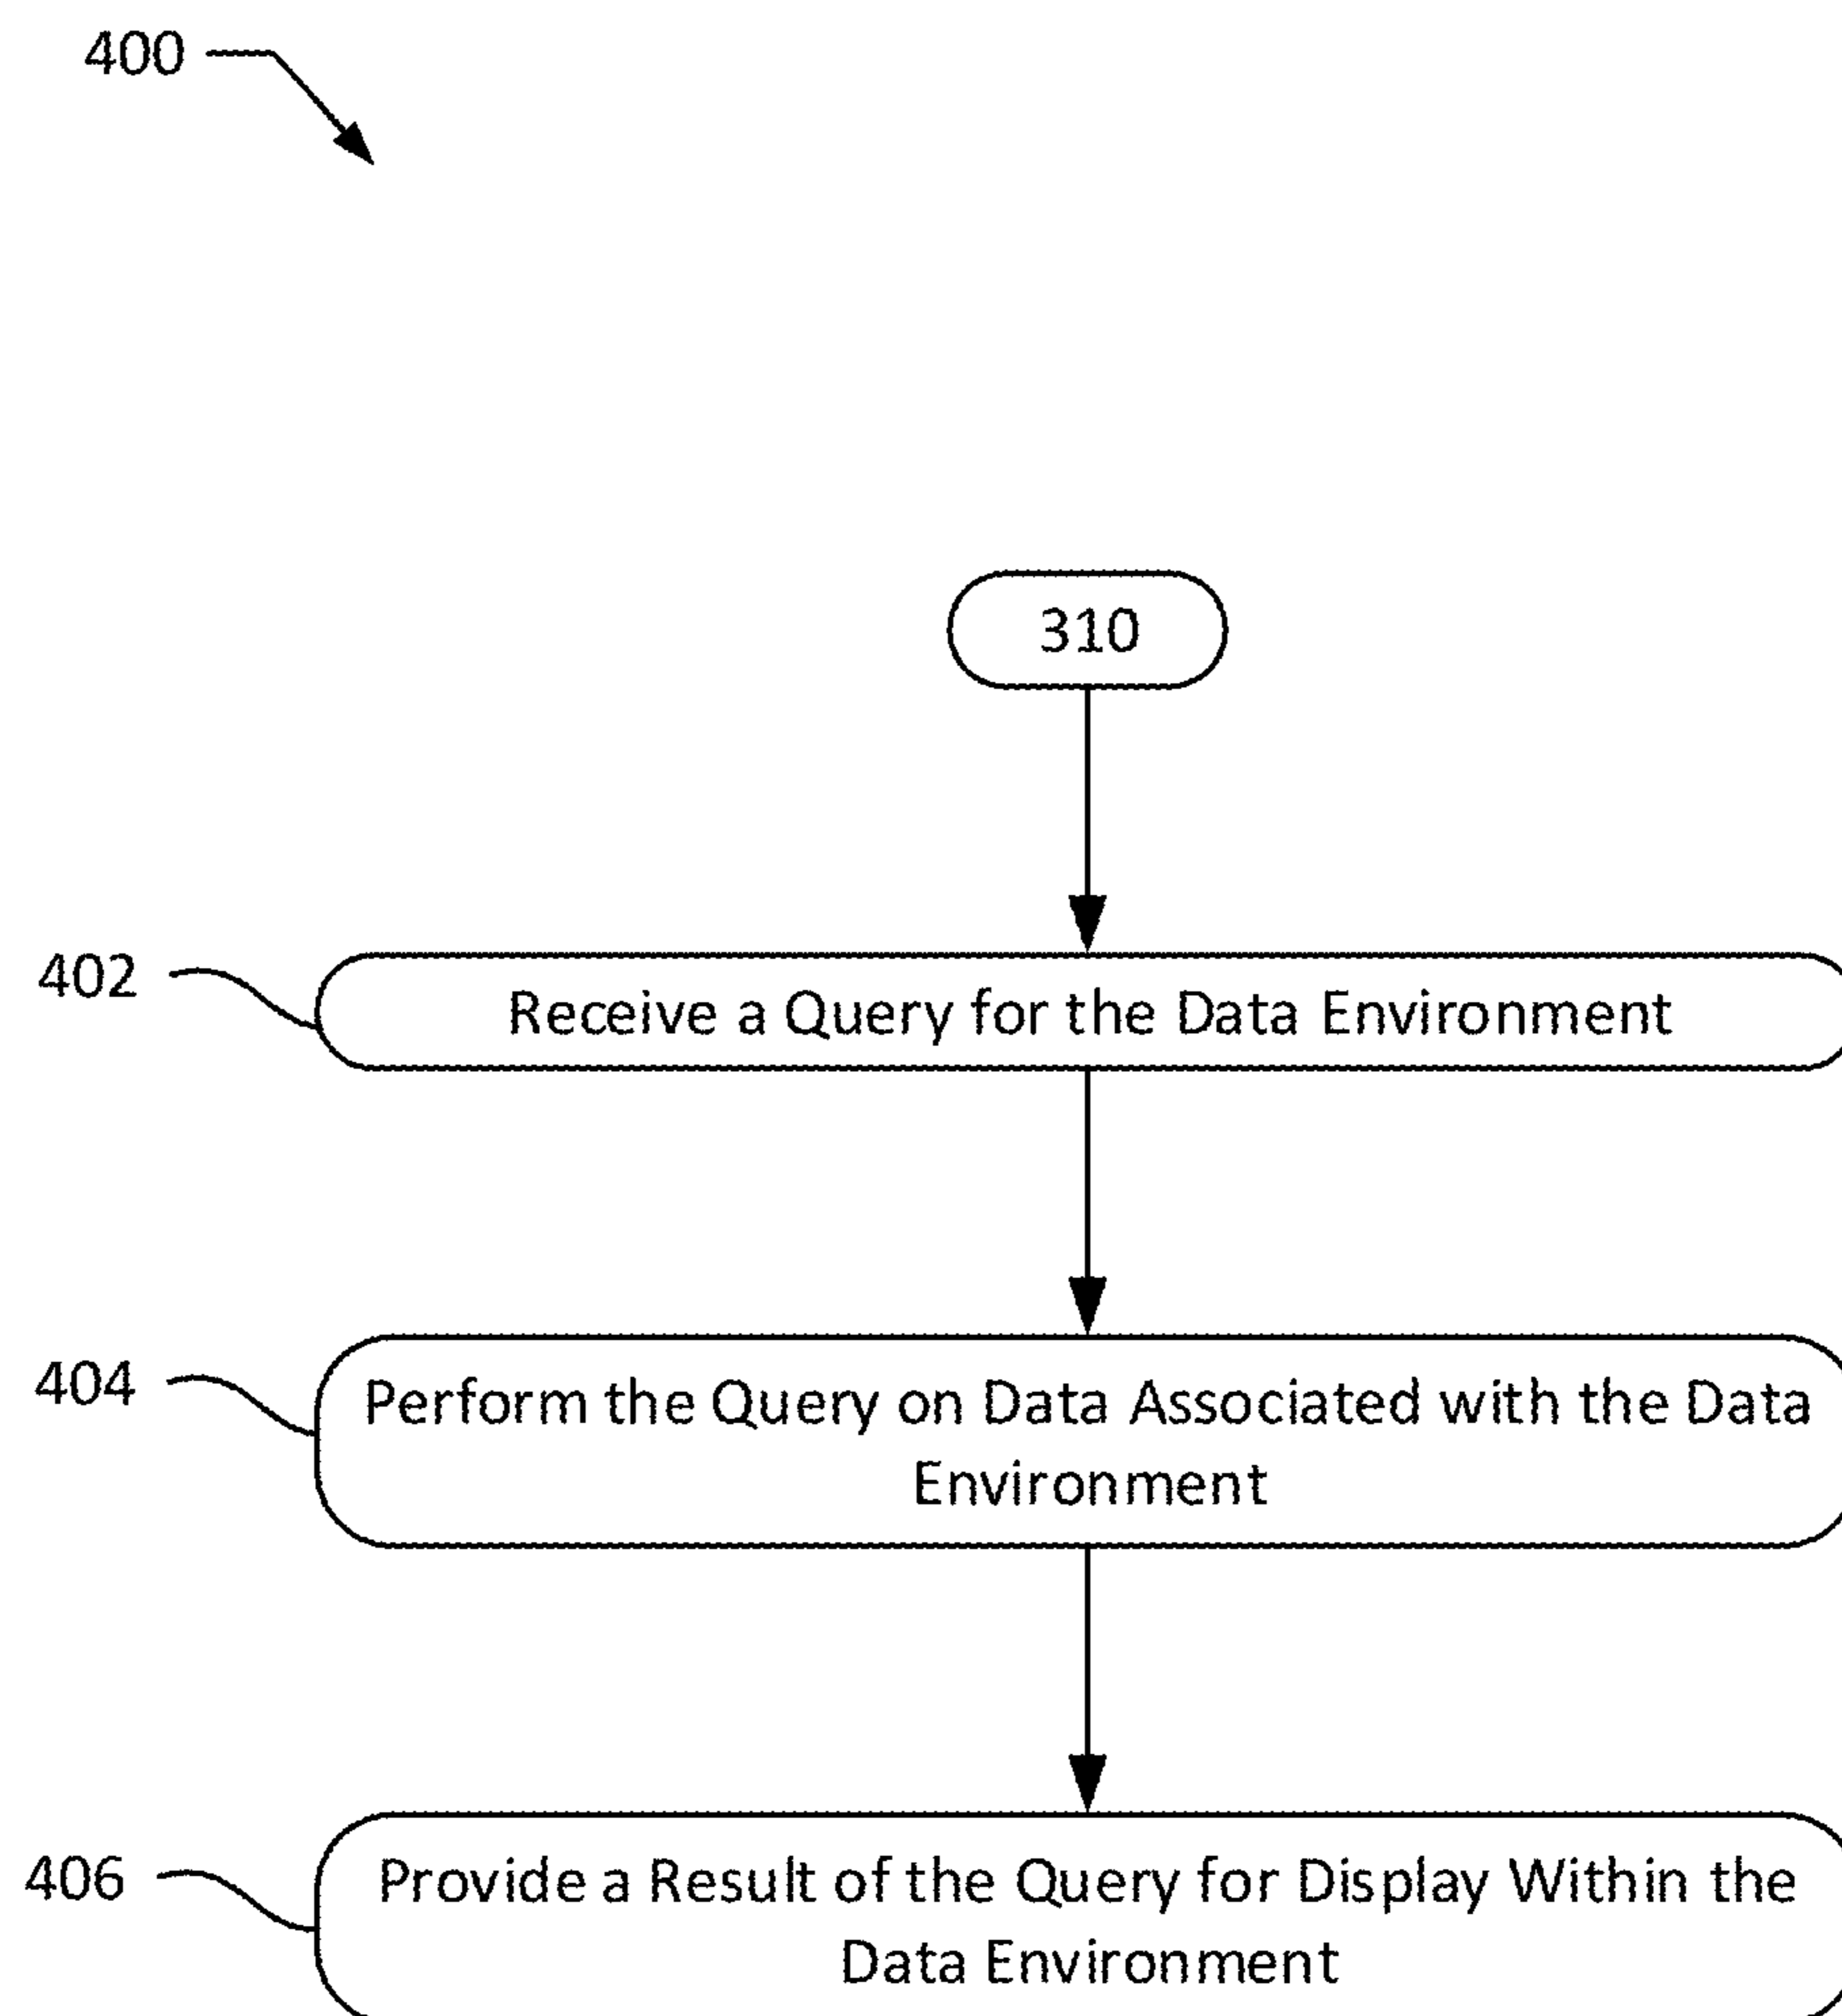 400
310
402
Receive a Query for the Data Environment
404
Perform the Query on Data Associated with the Data
Environment
406
Provide a Result of the Query for Display Within the
Data Environment